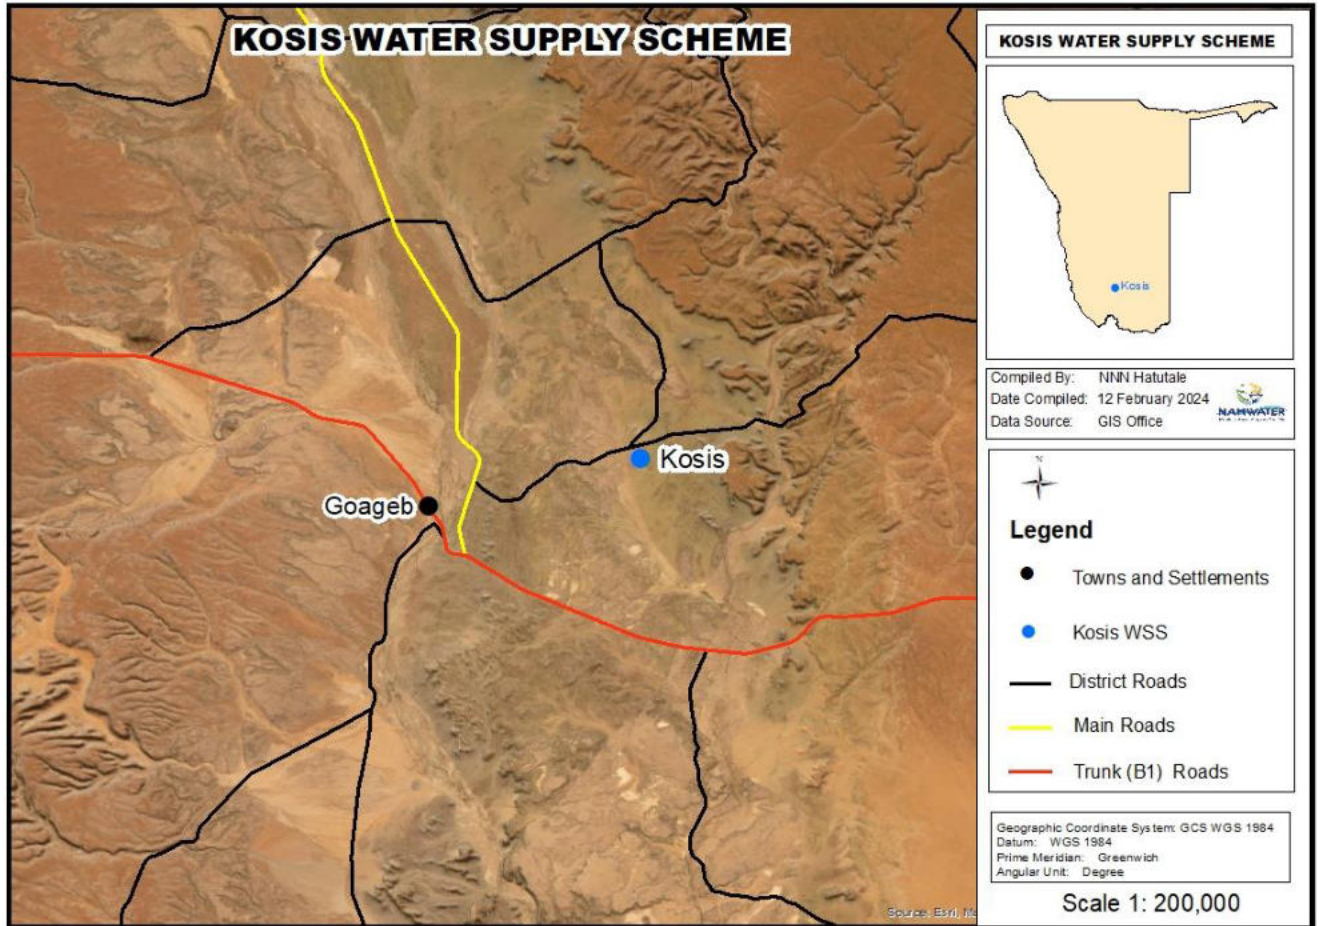 KOSIS WATER SUPPLY SCHEME
Kosis
Goageb
Source: Esri,
KOSIS WATER SUPPLY SCHEME
Kosis
Compiled By: NNN Hatutale
Date Compiled: 12 February 2024
Data Source: GIS Office
NAMWATER
N
Legend
Towns and Settlements
Kosis WSS
District Roads
Main Roads
Trunk (B1) Roads
Geographic Coordinate System: GCS WGS 1984
Datum: WGS 1984
Prime Meridian: Greenwich
Angular Unit: Degree
Scale 1: 200,000